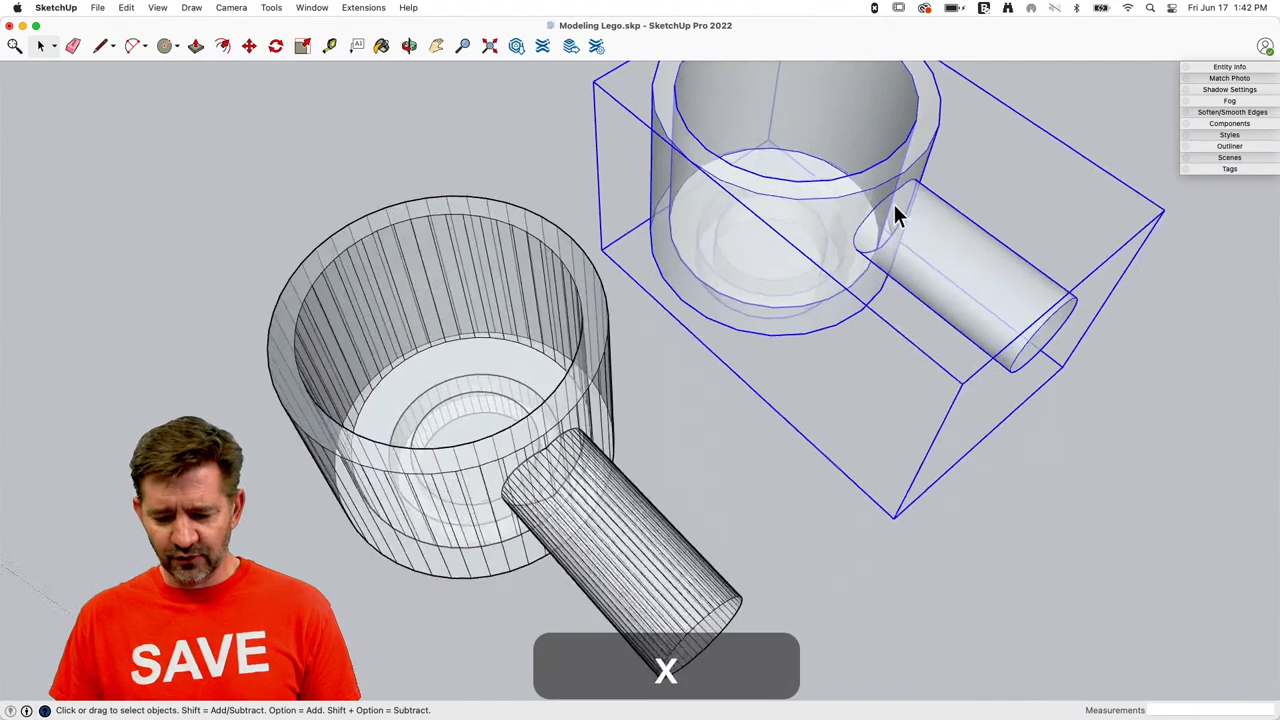 SketchUp File Edit View Draw Camera Tools Window Extensions Help Fri Jun 17 1:42 PM
Modeling Lego.skp - SketchUp Pro 2022
Entity Info
Match Photo
Shadow Settings
Fog
Soften/Smooth Edges
Components
Styles
Outliner
Scenes
Tags
SAVE
X
Click or drag to select objects. Shift = Add/Subtract. Option = Add. Shift + Option = Subtract. Measurements